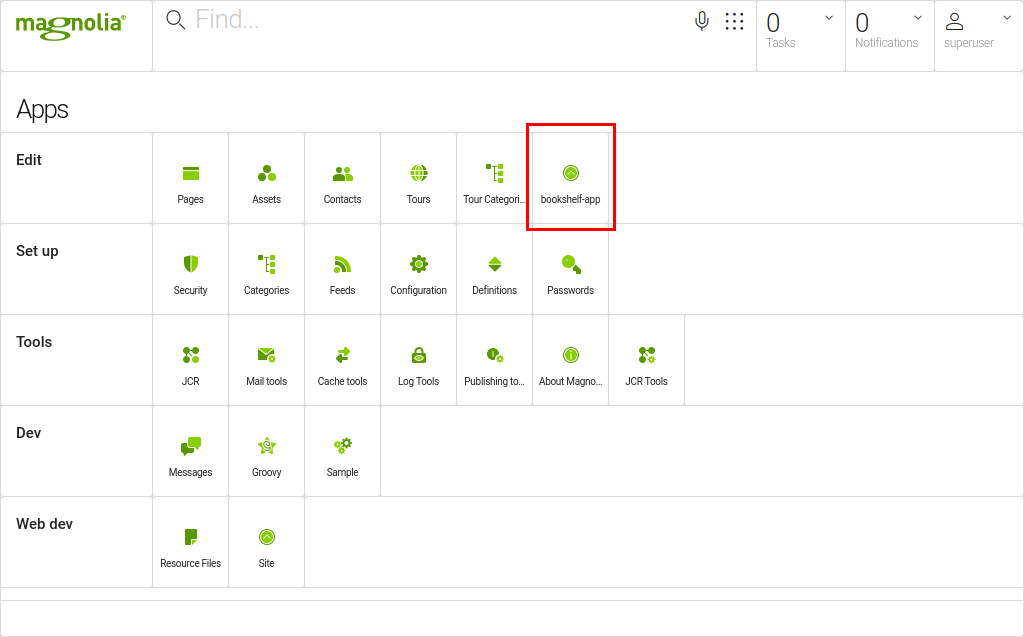 magnolia®
Find...
0
Tasks
0
Notifications
superuser
Apps
Edit
Pages
Assets
Contacts
Tours
Tour Categori...
bookshelf-app
Set up
Security
Categories
Feeds
Configuration
Definitions
Passwords
Tools
JCR
Mail tools
Cache tools
Log Tools
Publishing to...
About Magno...
JCR Tools
Dev
Messages
Groovy
Sample
Web dev
Resource Files
Site